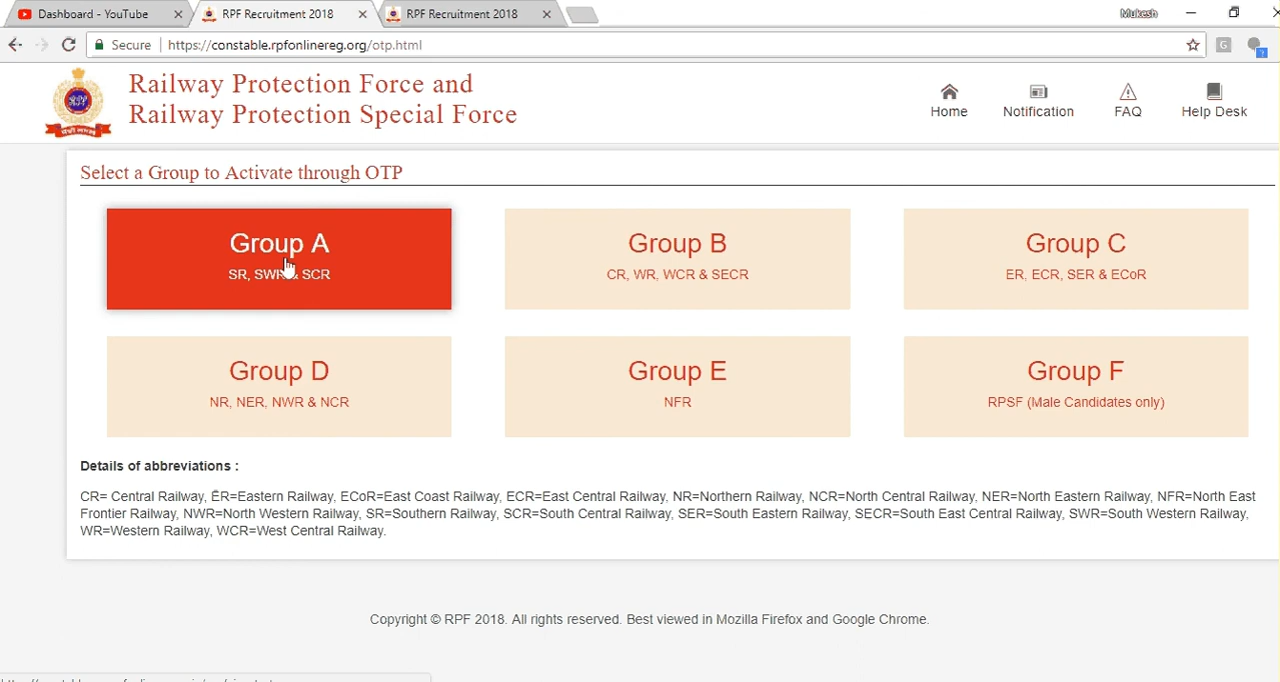 Dashboard - YouTube
RPF Recruitment 2018
RPF Recruitment 2018
Mukesh
Secure
https://constable.rpfonlinereg.org/otp.html
G
Railway Protection Force and
Railway Protection Special Force
Home
Notification
FAQ
Help Desk
Select a Group to Activate through OTP
Group A
SR, SWR & SCR
Group B
CR, WR, WCR & SECR
Group C
ER, ECR, SER & ECoR
Group D
NR, NER, NWR & NCR
Group E
NFR
Group F
RPSF (Male Candidates only)
Details of abbreviations :
CR= Central Railway, ER=Eastern Railway, ECoR=East Coast Railway, ECR=East Central Railway, NR=Northern Railway, NCR=North Central Railway, NER=North Eastern Railway, NFR=North East
Frontier Railway, NWR=North Western Railway, SR=Southern Railway, SCR=South Central Railway, SER=South Eastern Railway, SECR=South East Central Railway, SWR=South Western Railway,
WR=Western Railway, WCR=West Central Railway.
Copyright © RPF 2018. All rights reserved. Best viewed in Mozilla Firefox and Google Chrome.